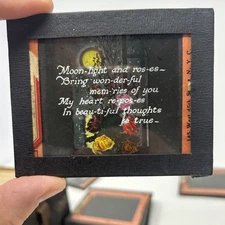 Moon-light and ros-es—
Bring won-der-ful
mem-'ries of you
My heart re-pos-es
In beau-ti-ful thoughts
so true—
N.Y.C.